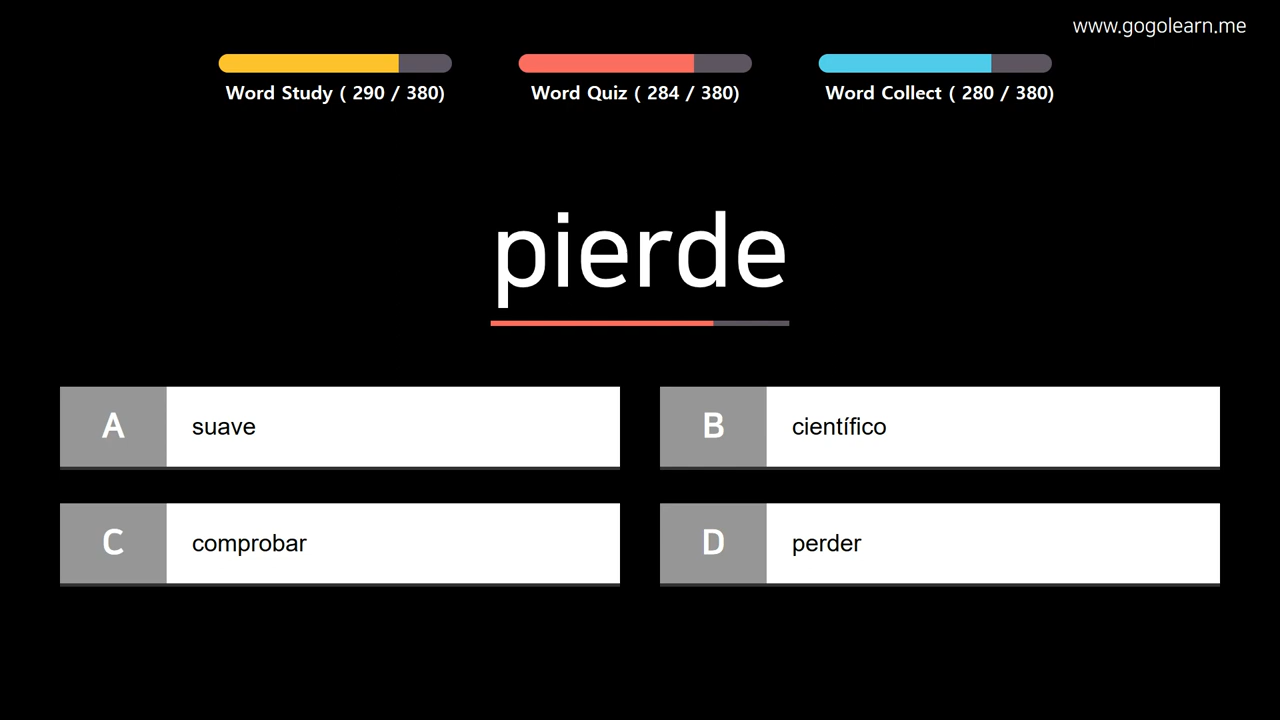 www.gogolearn.me
Word Study ( 290 / 380)
Word Quiz ( 284 / 380)
Word Collect ( 280 / 380)
pierde
A suave
B científico
C comprobar
D perder